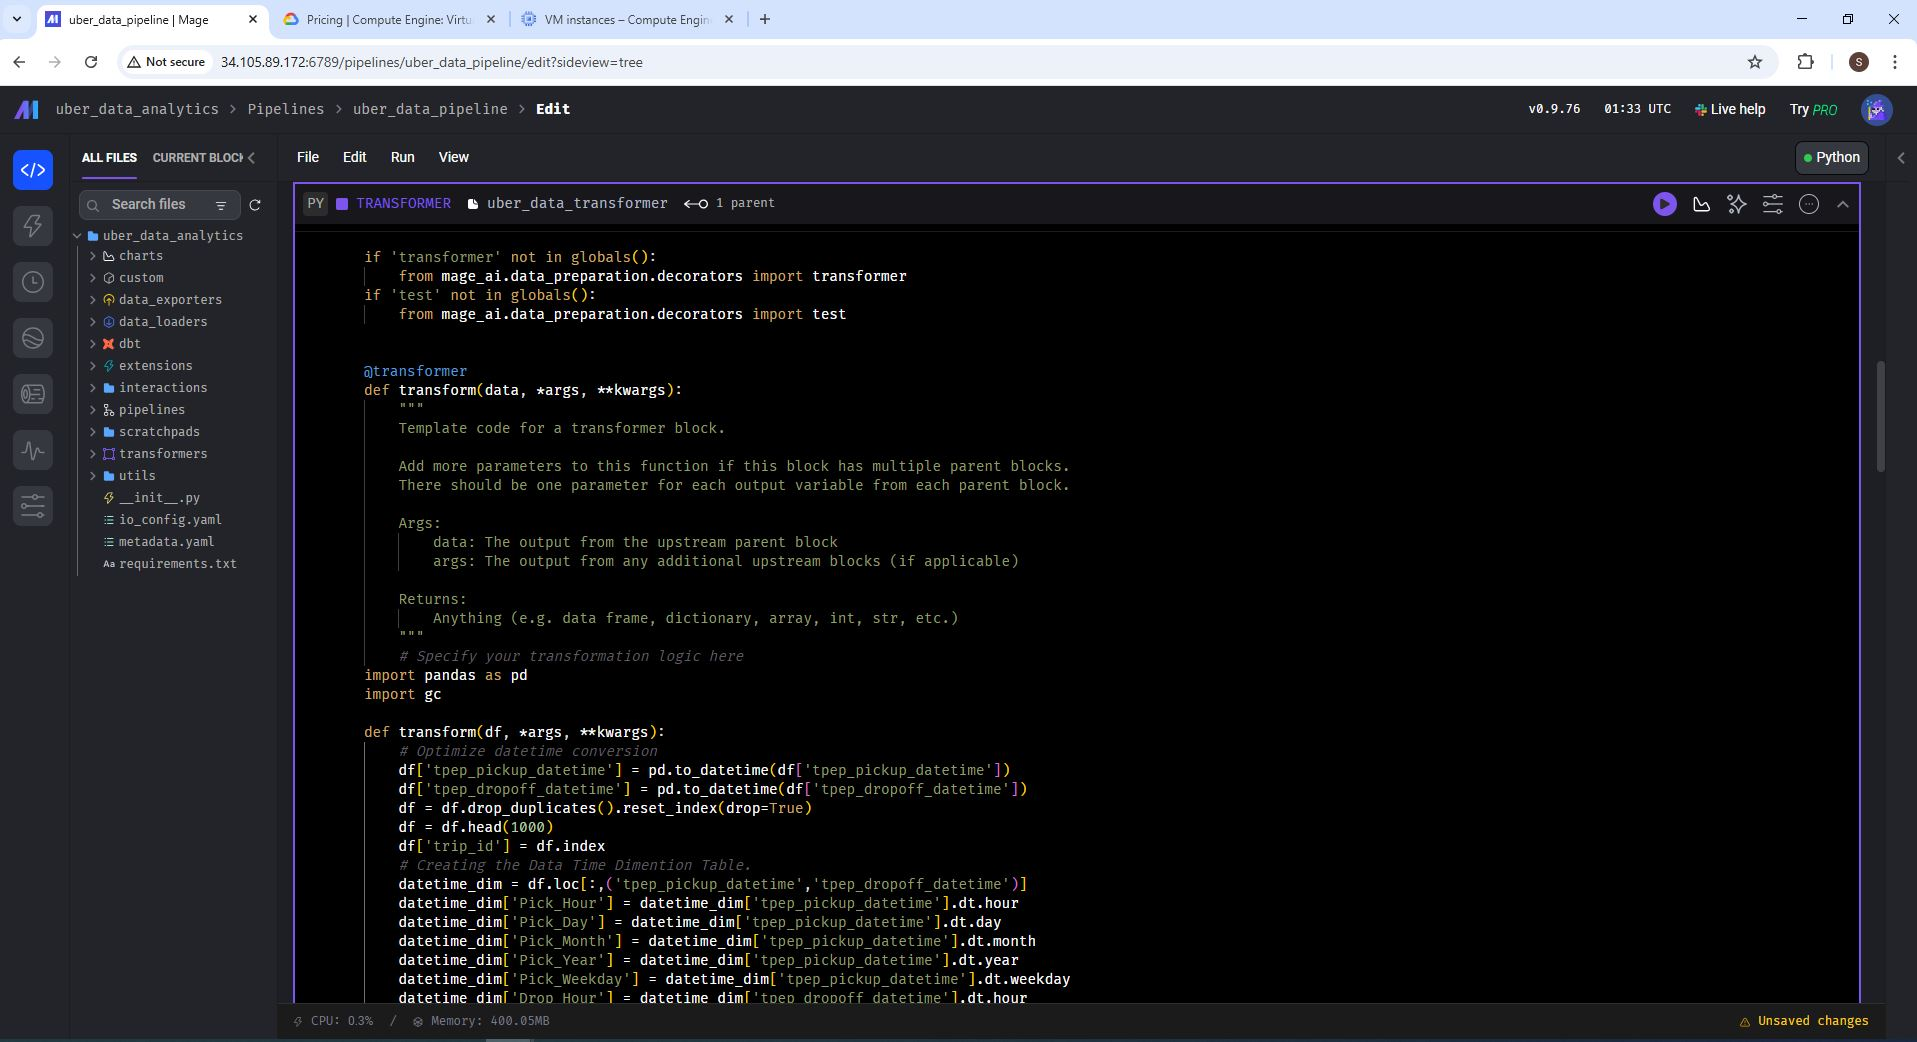 uber_data_pipeline | Mage
Pricing | Compute Engine: Virtu
VM instances – Compute Engin
Not secure
34.105.89.172:6789/pipelines/uber_data_pipeline/edit?sideview=tree
S
uber_data_analytics > Pipelines > uber_data_pipeline > Edit
v0.9.76
01:33 UTC
Live help
Try PRO
ALL FILES
CURRENT BLOCK
File
Edit
Run
View
Python
Search files
uber_data_analytics
charts
custom
data_exporters
data_loaders
dbt
extensions
interactions
pipelines
scratchpads
transformers
utils
__init__.py
io_config.yaml
metadata.yaml
Aa requirements.txt
PY TRANSFORMER uber_data_transformer 1 parent
if 'transformer' not in globals():
from mage_ai.data_preparation.decorators import transformer
if 'test' not in globals():
from mage_ai.data_preparation.decorators import test
@transformer
def transform(data, *args, **kwargs):
"""
Template code for a transformer block.
Add more parameters to this function if this block has multiple parent blocks.
There should be one parameter for each output variable from each parent block.
Args:
data: The output from the upstream parent block
args: The output from any additional upstream blocks (if applicable)
Returns:
Anything (e.g. data frame, dictionary, array, int, str, etc.)
"""
# Specify your transformation logic here
import pandas as pd
import gc
def transform(df, *args, **kwargs):
# Optimize datetime conversion
df['tpep_pickup_datetime'] = pd.to_datetime(df['tpep_pickup_datetime'])
df['tpep_dropoff_datetime'] = pd.to_datetime(df['tpep_dropoff_datetime'])
df = df.drop_duplicates().reset_index(drop=True)
df = df.head(1000)
df['trip_id'] = df.index
# Creating the Data Time Dimention Table.
datetime_dim = df.loc[:,('tpep_pickup_datetime','tpep_dropoff_datetime')]
datetime_dim['Pick_Hour'] = datetime_dim['tpep_pickup_datetime'].dt.hour
datetime_dim['Pick_Day'] = datetime_dim['tpep_pickup_datetime'].dt.day
datetime_dim['Pick_Month'] = datetime_dim['tpep_pickup_datetime'].dt.month
datetime_dim['Pick_Year'] = datetime_dim['tpep_pickup_datetime'].dt.year
datetime_dim['Pick_Weekday'] = datetime_dim['tpep_pickup_datetime'].dt.weekday
datetime_dim['Drop_Hour'] = datetime_dim['tpep_dropoff_datetime'].dt.hour
CPU: 0.3% / Memory: 400.05MB
Unsaved changes